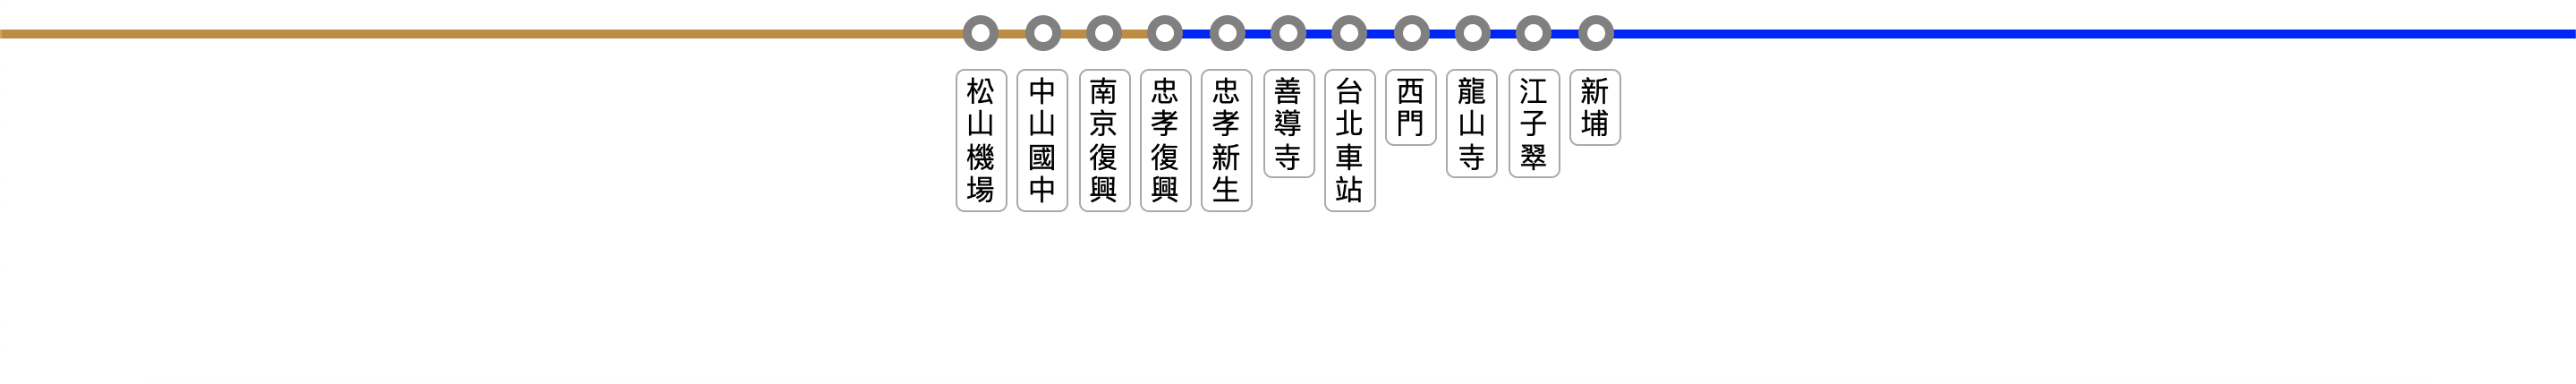 松山機場
中山國中
南京復興
忠孝復興
忠孝新生
善導寺
台北車站
西門
龍山寺
江子翠
新埔